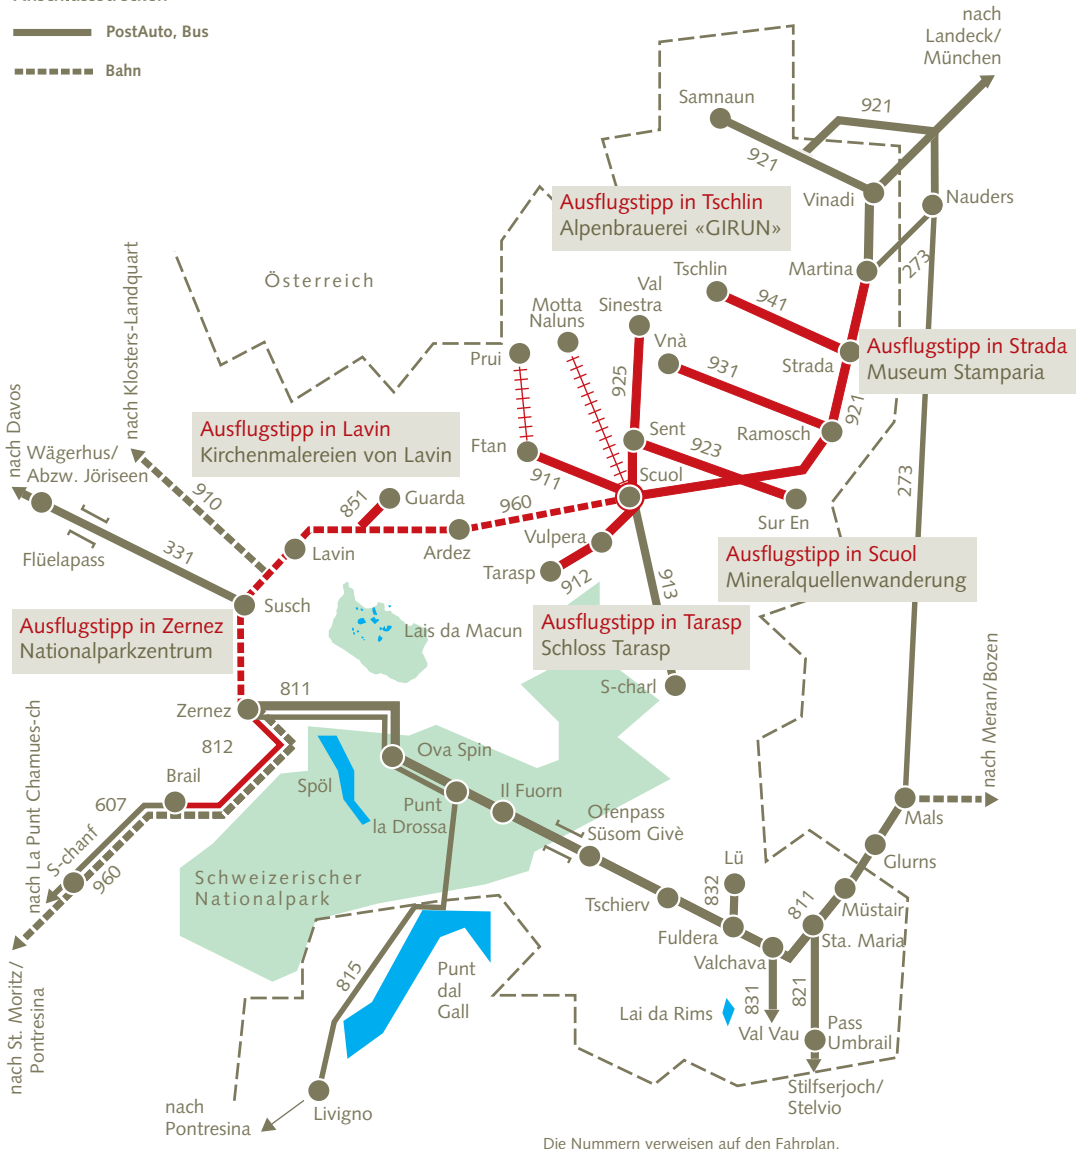 PostAuto, Bus
Bahn
nach
Landeck/
München
Samnaun
921
921
Vinadi
Nauders
Ausflugstipp in Tschlin
Alpenbrauerei «GIRUN»
Österreich
nach Klosters-Landquart
Martina
273
Tschlin
941
Val
Sinestra
Motta
Naluns
Vnà
Prui
931
925
Strada
Ausflugstipp in Strada
Museum Stamparia
921
Ramosch
Ausflugstipp in Lavin
Kirchenmalereien von Lavin
Sent
923
Ftan
911
Scuol
nach Davos
Wägerhus/
Abzw. Jöriseen
910
851
Guarda
960
Sur En
273
Flüelapass
331
Lavin
Ardez
Vulpera
Tarasp
912
913
Ausflugstipp in Scuol
Mineralquellenwanderung
Susch
Ausflugstipp in Zernez
Nationalparkzentrum
Lais da Macun
Ausflugstipp in Tarasp
Schloss Tarasp
S-charl
nach Meran/Bozen
811
Zernez
812
Brail
607
S-chanf
960
nach La Punt Chamues-ch
nach St. Moritz/
Pontresina
Spöl
Ova Spin
Punt
la Drossa
Il Fuorn
Ofenpass
Süsom Givè
Mals
Glurns
Schweizerischer
Nationalpark
Tschierv
Lü
832
811
Müstair
Fuldera
Sta. Maria
Valchava
815
Punt
dal
Gall
831
821
Lai da Rims
Val Vau
Pass
Umbrail
Stilfserjoch/
Stelvio
nach
Pontresina
Livigno
Die Nummern verweisen auf den Fahrplan.